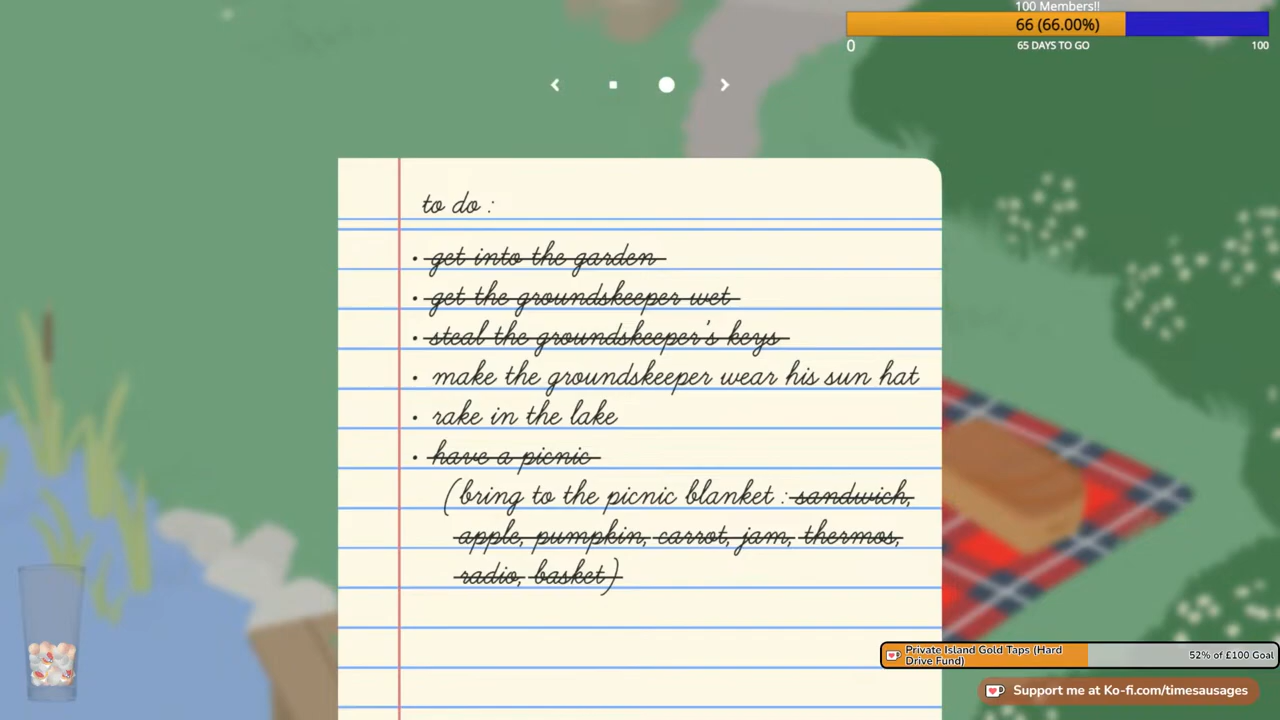 100 Members!!
66 (66.00%)
0
65 DAYS TO GO
100
to do :
• get into the garden
• get the groundskeeper wet
• steal the groundskeeper's keys
• make the groundskeeper wear his sun hat
• rake in the lake
• have a picnic
(bring to the picnic blanket : sandwich,
apple, pumpkin, carrot, jam, thermos,
radio, basket)
Private Island Gold Taps (Hard
Drive Fund)
52% of £100 Goal
Support me at Ko-fi.com/timesausages